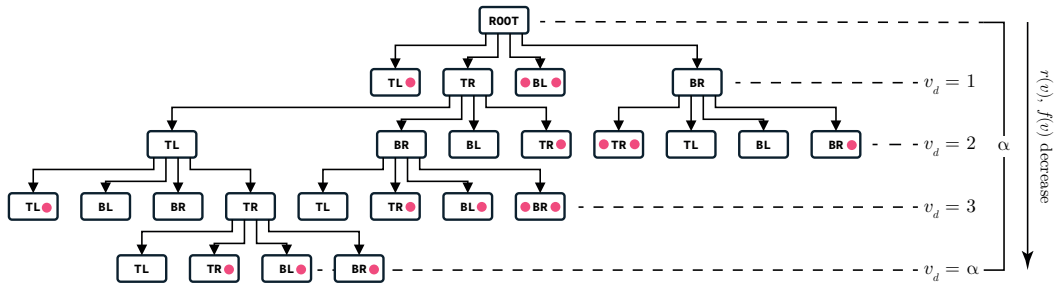 ROOT
TL TR BL BR v_d = 1
TL BR BL TR TR TL BL BR v_d = 2
α
TL BL BR TR TL TR BL BR v_d = 3
TL TR BL BR v_d = α
r(v), f(v) decrease